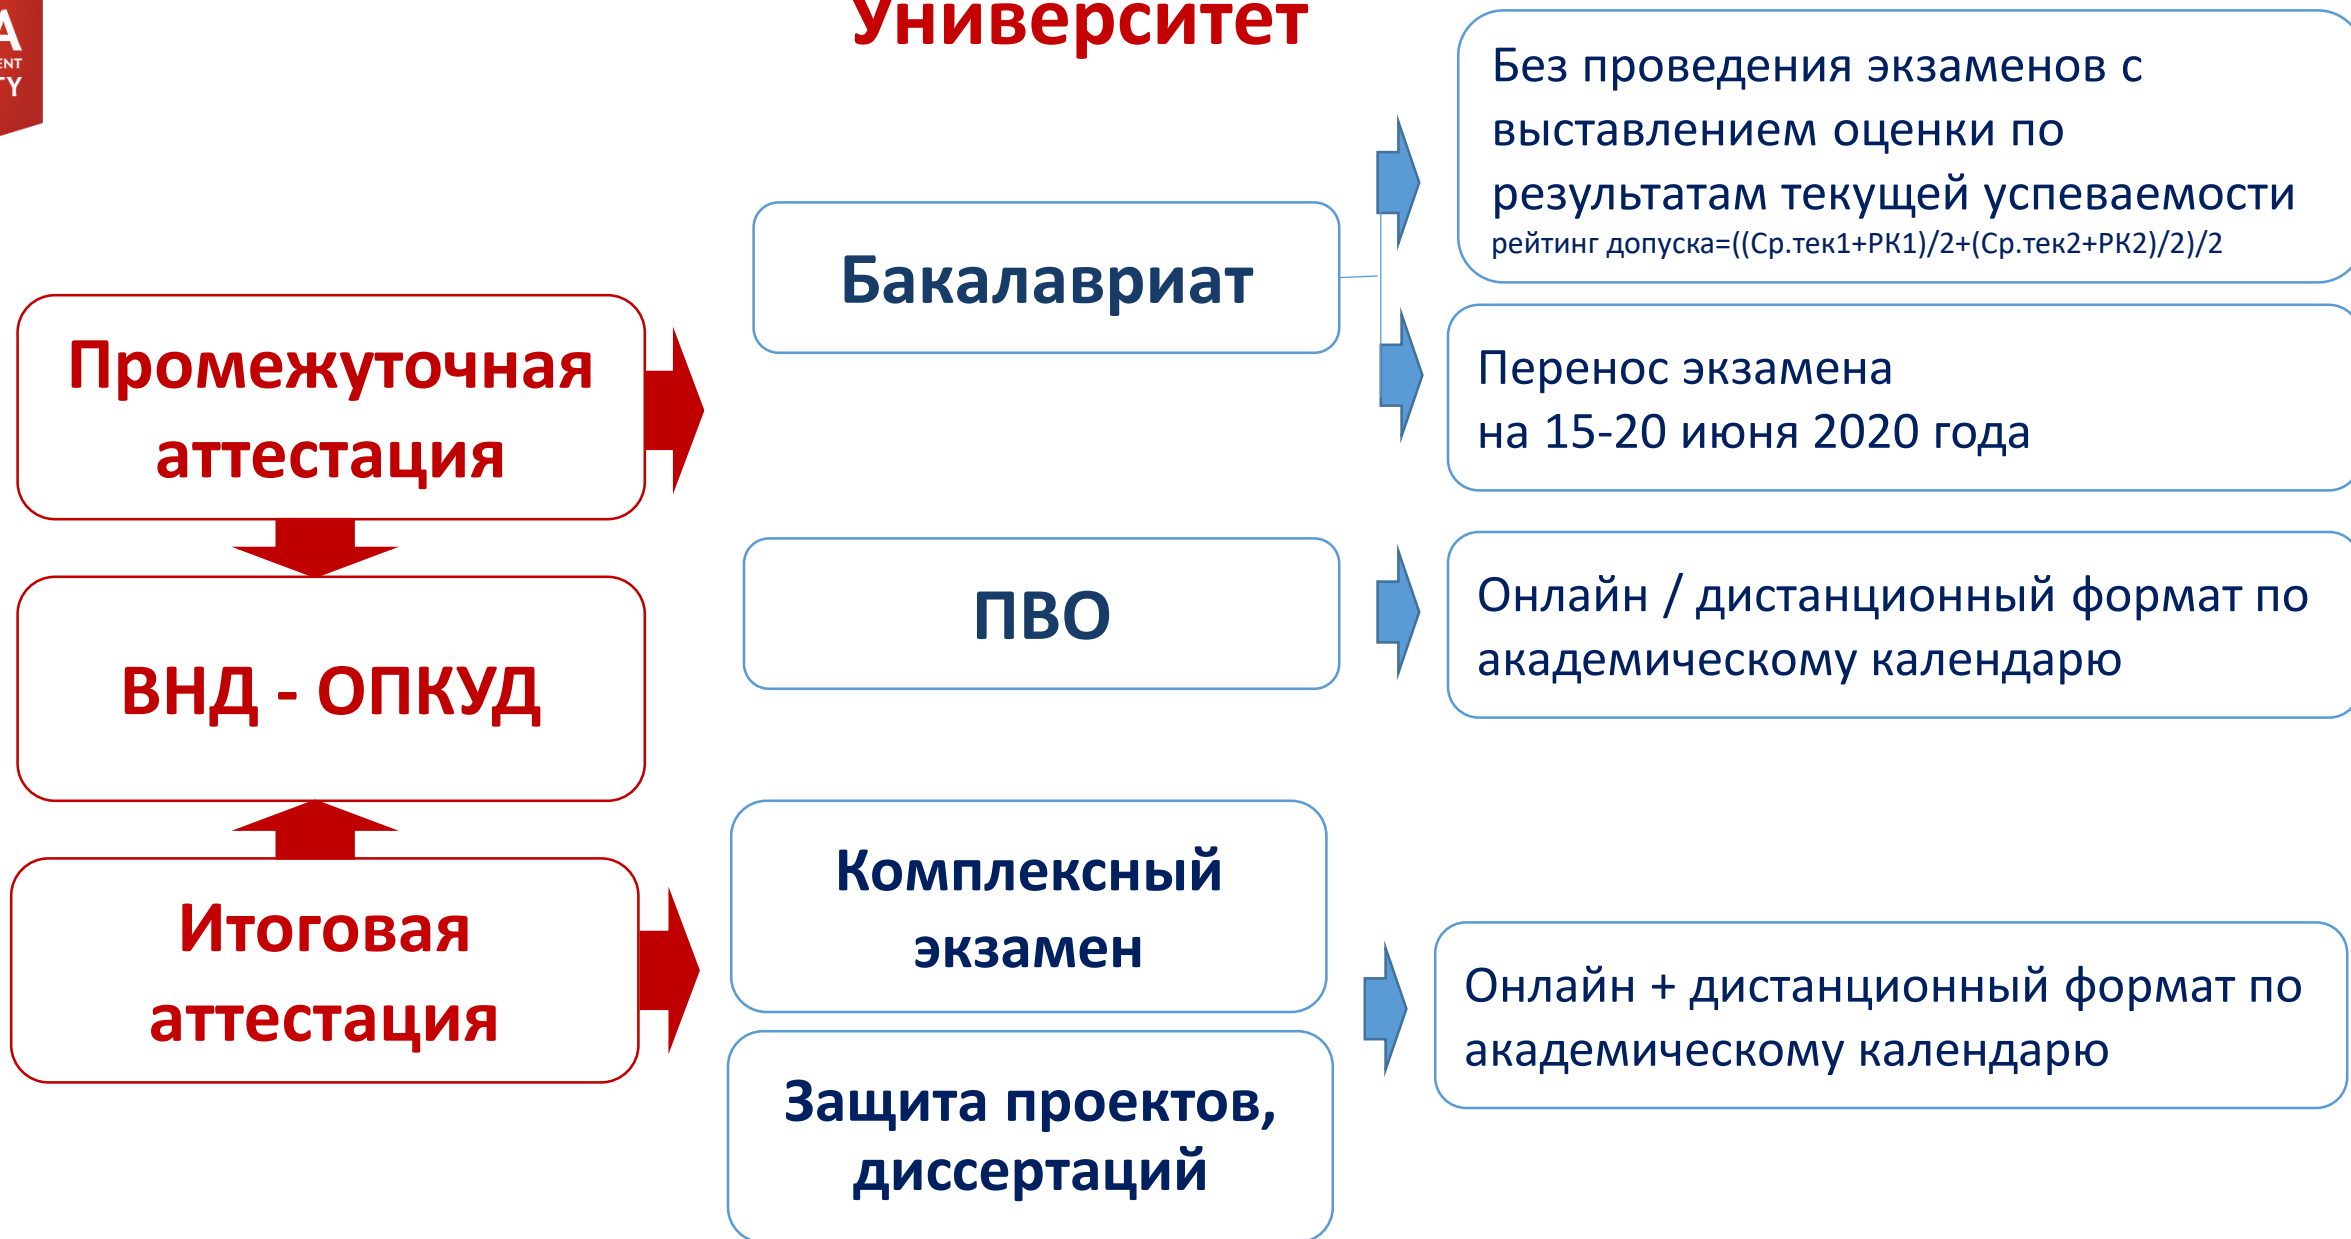 Университет
Без проведения экзаменов с
выставлением оценки по
результатам текущей успеваемости
рейтинг допуска=((Ср.тек1+РК1)/2+(Ср.тек2+РК2)/2)/2
Бакалавриат
Перенос экзамена
на 15-20 июня 2020 года
Промежуточная
аттестация
ПВО
Онлайн / дистанционный формат по
академическому календарю
ВНД - ОПКУД
Комплексный
экзамен
Итоговая
аттестация
Онлайн + дистанционный формат по
академическому календарю
Защита проектов,
диссертаций